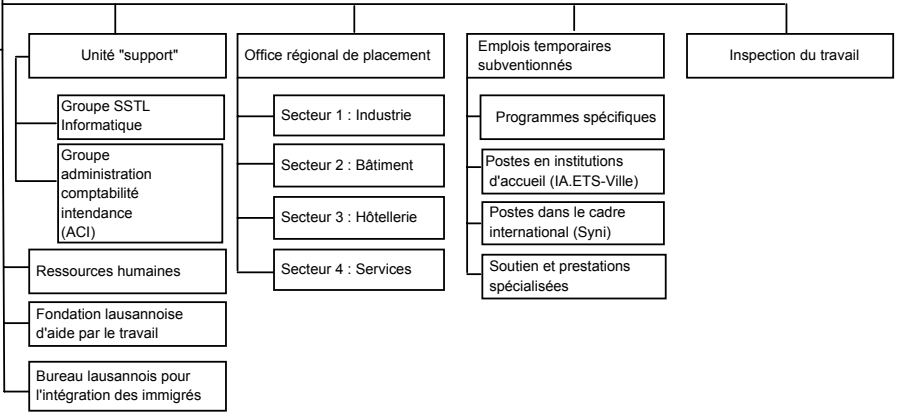 Unité "support"
Groupe SSTL
Informatique
Groupe
administration
comptabilité
intendance
(ACI)
Ressources humaines
Fondation lausannoise
d'aide par le travail
Bureau lausannois pour
l'intégration des immigrés
Office régional de placement
Secteur 1 : Industrie
Secteur 2 : Bâtiment
Secteur 3 : Hôtellerie
Secteur 4 : Services
Emplois temporaires
subventionnés
Programmes spécifiques
Postes en institutions
d'accueil (IA.ETS-Ville)
Postes dans le cadre
international (Syni)
Soutien et prestations
spécialisées
Inspection du travail